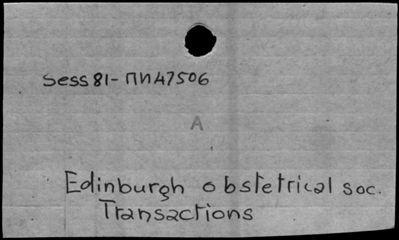 Sess 81- ПИ47506
A
Edinburgh obstetrical soc.
Transactions